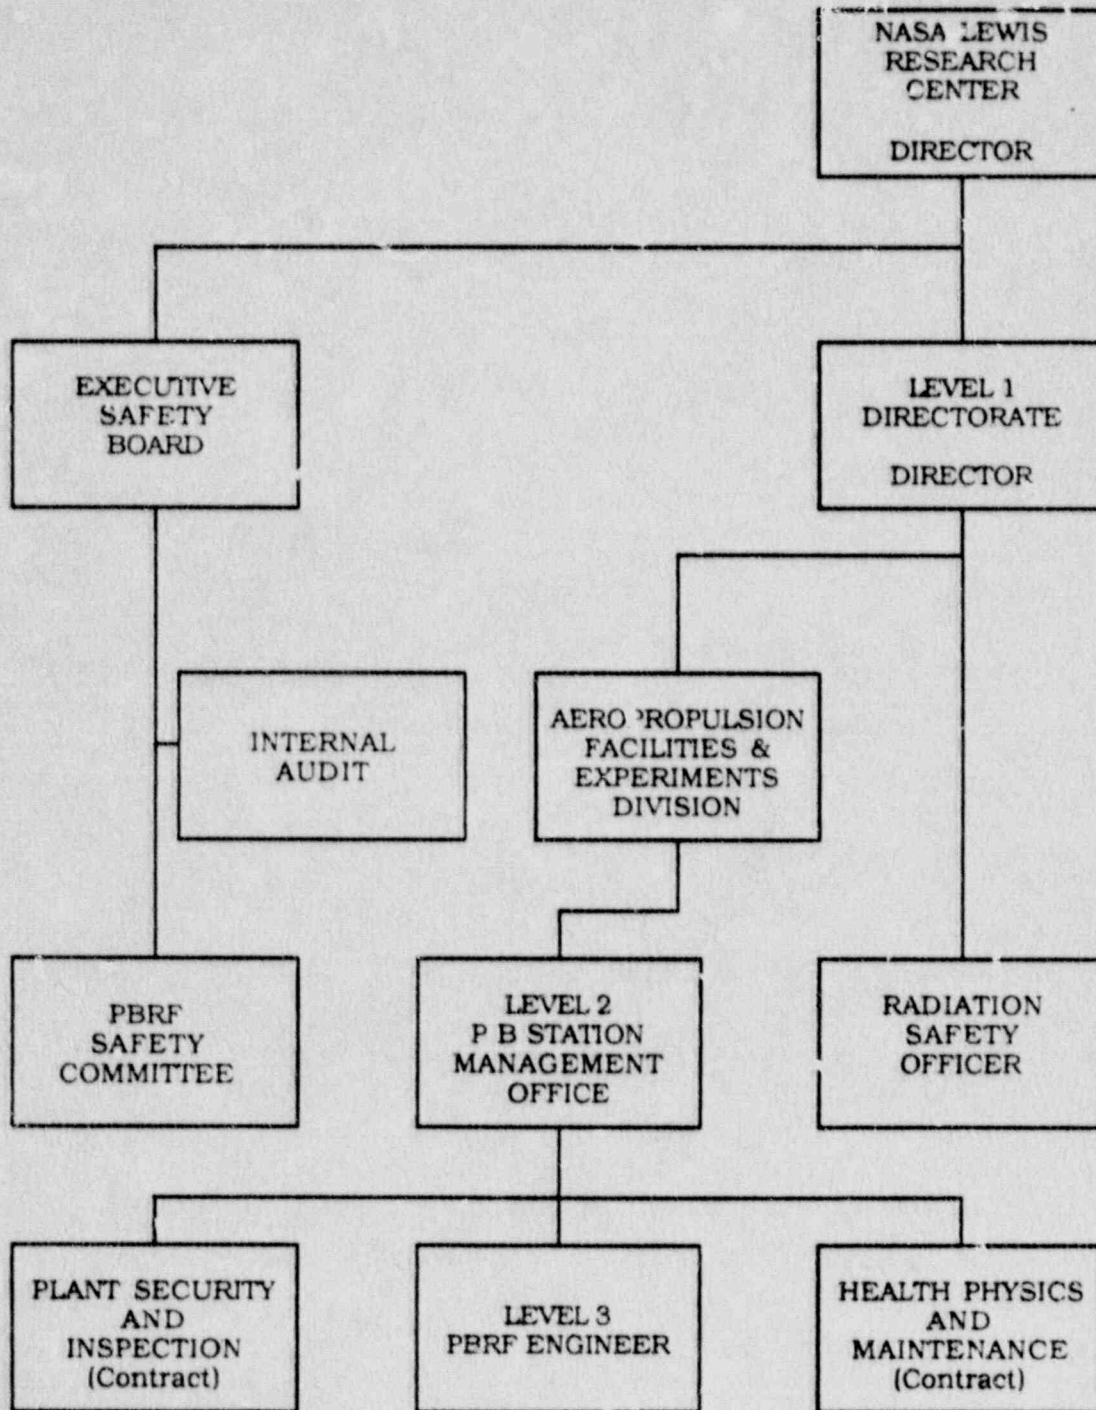 NASA LEWIS
RESEARCH
CENTER
DIRECTOR
EXECUTIVE
SAFETY
BOARD
LEVEL 1
DIRECTORATE
DIRECTOR
INTERNAL
AUDIT
AERO PROPULSION
FACILITIES &
EXPERIMENTS
DIVISION
PBRF
SAFETY
COMMITTEE
LEVEL 2
P B STATION
MANAGEMENT
OFFICE
RADIATION
SAFETY
OFFICER
PLANT SECURITY
AND
INSPECTION
(Contract)
LEVEL 3
PBRF ENGINEER
HEALTH PHYSICS
AND
MAINTENANCE
(Contract)